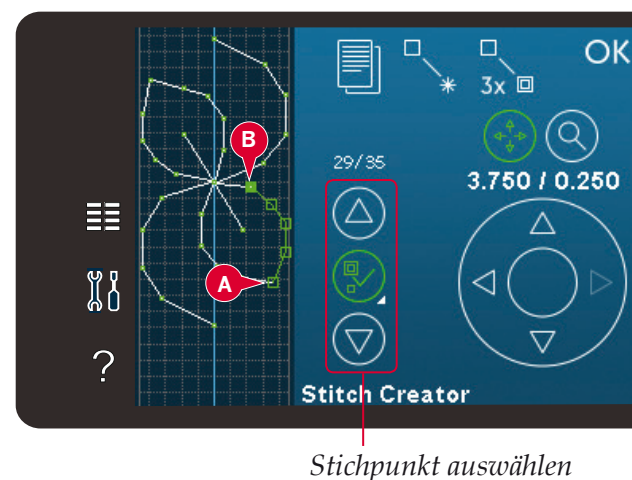 OK
3x
B
29/35
3.750 / 0.250
A
?
Stitch Creator
Stichpunkt auswählen